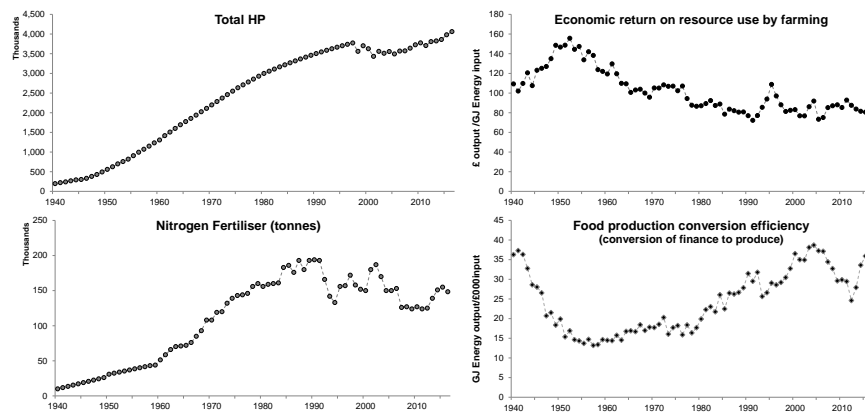 Total HP
Thousands
4,500
4,000
3,500
3,000
2,500
2,000
1,500
1,000
500
0
1940 1950 1960 1970 1980 1990 2000 2010
Economic return on resource use by farming
£ output /GJ Energy input
180
160
140
120
100
80
60
40
20
0
1940 1950 1960 1970 1980 1990 2000 2010
Nitrogen Fertiliser (tonnes)
Thousands
250
200
150
100
50
0
1940 1950 1960 1970 1980 1990 2000 2010
Food production conversion efficiency
(conversion of finance to produce)
GJ Energy output/£000input
45
40
35
30
25
20
15
10
5
0
1940 1950 1960 1970 1980 1990 2000 2010